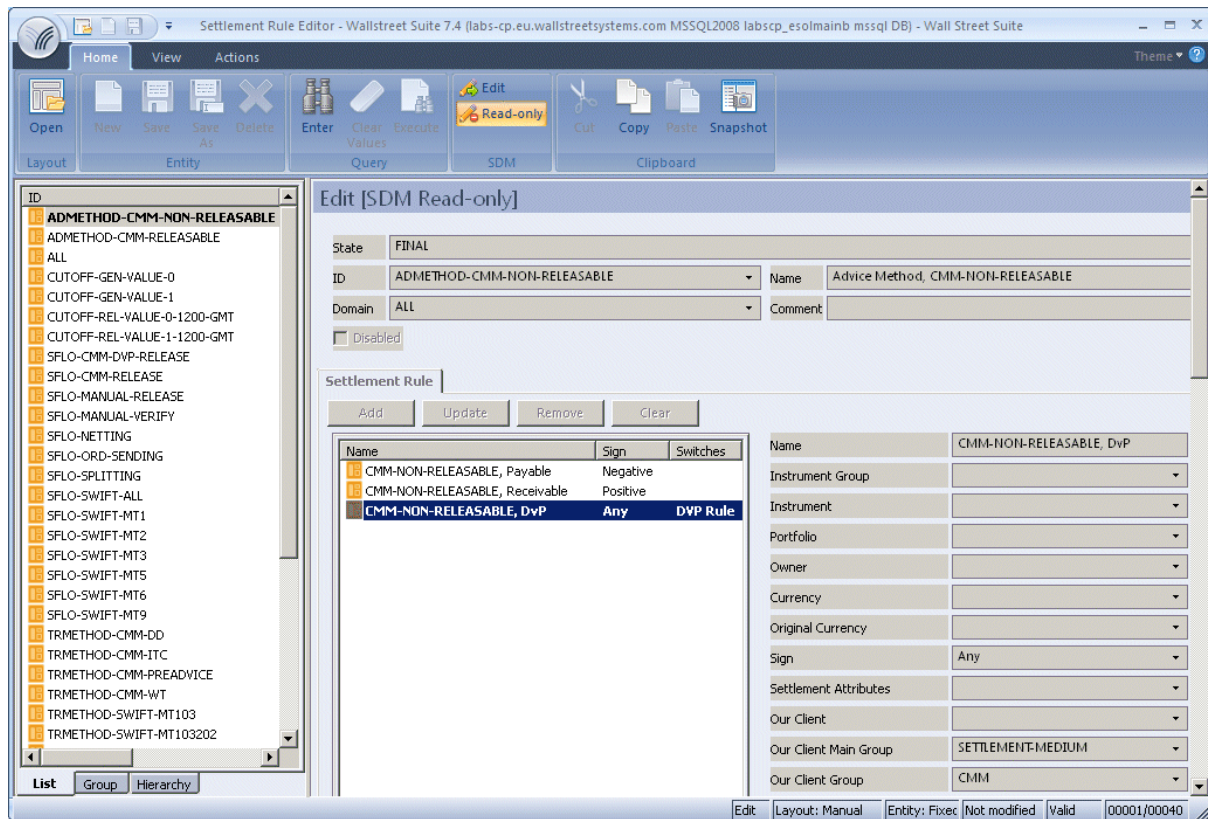 Settlement Rule Editor - Wallstreet Suite 7.4 (labs-cp.eu.wallstreetsystems.com MSSQL2008 labscp_esolmainb mssql DB) - Wall Street Suite
Home View Actions Theme
Open New Save Save As Delete Enter Clear Values Execute Edit Read-only Cut Copy Paste Snapshot
Layout Entity Query SDM Clipboard
ID
ADMETHOD-CMM-NON-RELEASABLE
ADMETHOD-CMM-RELEASABLE
ALL
CUTOFF-GEN-VALUE-0
CUTOFF-GEN-VALUE-1
CUTOFF-REL-VALUE-0-1200-GMT
CUTOFF-REL-VALUE-1-1200-GMT
SFLO-CMM-DVP-RELEASE
SFLO-CMM-RELEASE
SFLO-MANUAL-RELEASE
SFLO-MANUAL-VERIFY
SFLO-NETTING
SFLO-ORD-SENDING
SFLO-SPLITTING
SFLO-SWIFT-ALL
SFLO-SWIFT-MT1
SFLO-SWIFT-MT2
SFLO-SWIFT-MT3
SFLO-SWIFT-MT5
SFLO-SWIFT-MT6
SFLO-SWIFT-MT9
TRMETHOD-CMM-DD
TRMETHOD-CMM-ITC
TRMETHOD-CMM-PREADVICE
TRMETHOD-CMM-WT
TRMETHOD-SWIFT-MT103
TRMETHOD-SWIFT-MT103202
List Group Hierarchy
Edit [SDM Read-only]
State FINAL
ID ADMETHOD-CMM-NON-RELEASABLE Name Advice Method, CMM-NON-RELEASABLE
Domain ALL Comment
Disabled
Settlement Rule
Add Update Remove Clear
Name Sign Switches
CMM-NON-RELEASABLE, Payable Negative
CMM-NON-RELEASABLE, Receivable Positive
CMM-NON-RELEASABLE, DvP Any DVP Rule
Name CMM-NON-RELEASABLE, DvP
Instrument Group
Instrument
Portfolio
Owner
Currency
Original Currency
Sign Any
Settlement Attributes
Our Client
Our Client Main Group SETTLEMENT-MEDIUM
Our Client Group CMM
Edit Layout: Manual Entity: Fixec Not modified Valid 00001/00040